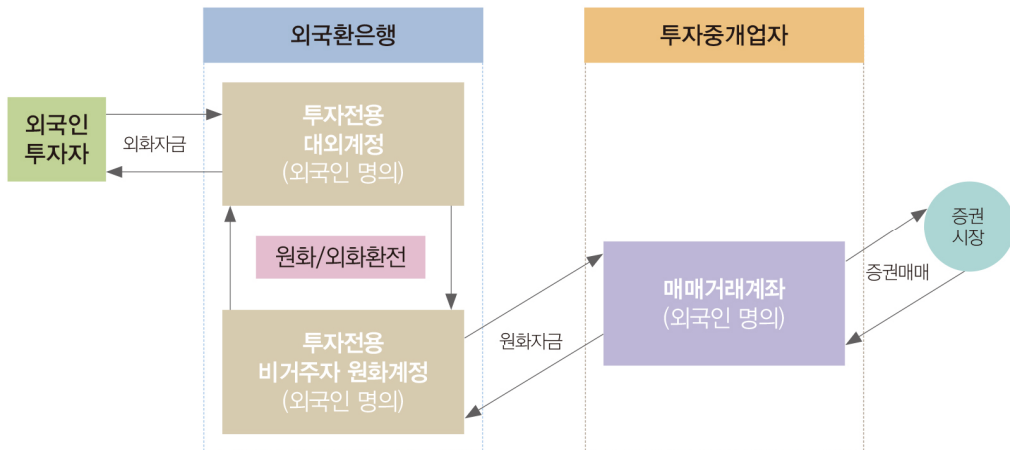 외국환은행
투자중개업자
외국인
투자자
외화자금
투자전용
대외계정
(외국인 명의)
원화/외화환전
투자전용
비거주자 원화계정
(외국인 명의)
원화자금
매매거래계좌
(외국인 명의)
증권매매
증권
시장